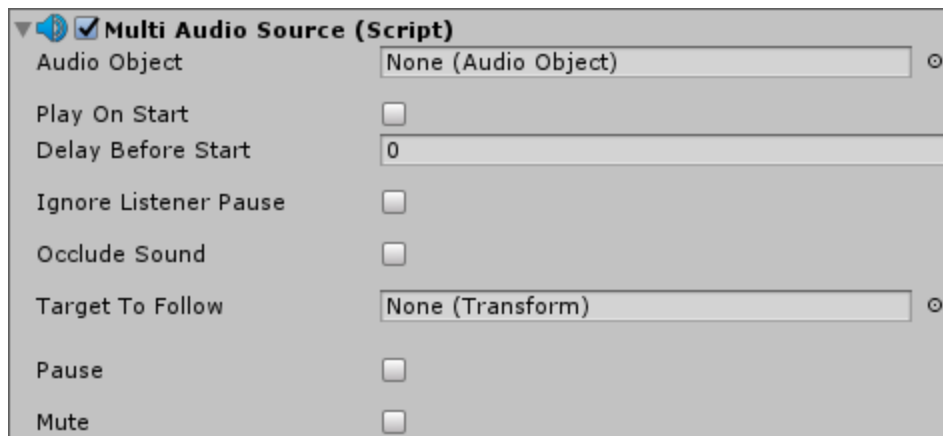 Multi Audio Source (Script)
Audio Object None (Audio Object)
Play On Start
Delay Before Start 0
Ignore Listener Pause
Occlude Sound
Target To Follow None (Transform)
Pause
Mute